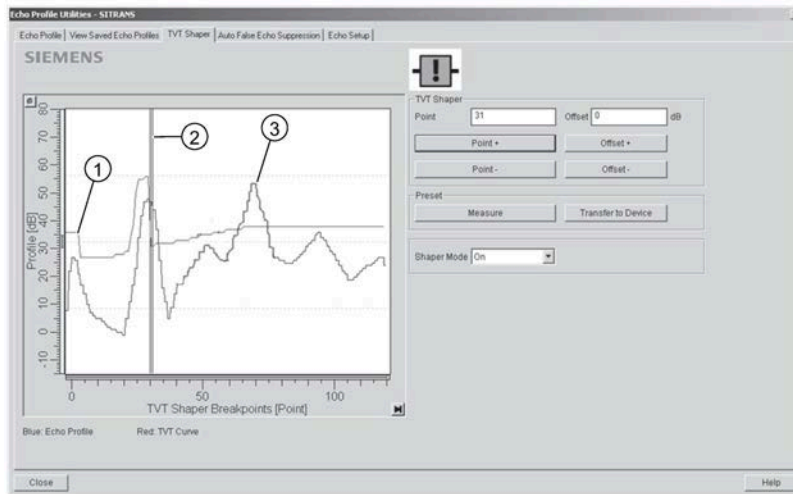 Echo Profile Utilities - SITRANS
Echo Profile View Saved Echo Profiles TVT Shaper Auto False Echo Suppression Echo Setup
SIEMENS
TVT Shaper
Point 31 Offset 0 dB
Point + Offset +
Point - Offset -
Preset
Measure Transfer to Device
Shaper Mode On
Profile [dB]
80
70
60
50
40
30
20
10
0
-10
1
2
3
0 50 100
TVT Shaper Breakpoints [Point]
Blue: Echo Profile Red: TVT Curve
Close Help